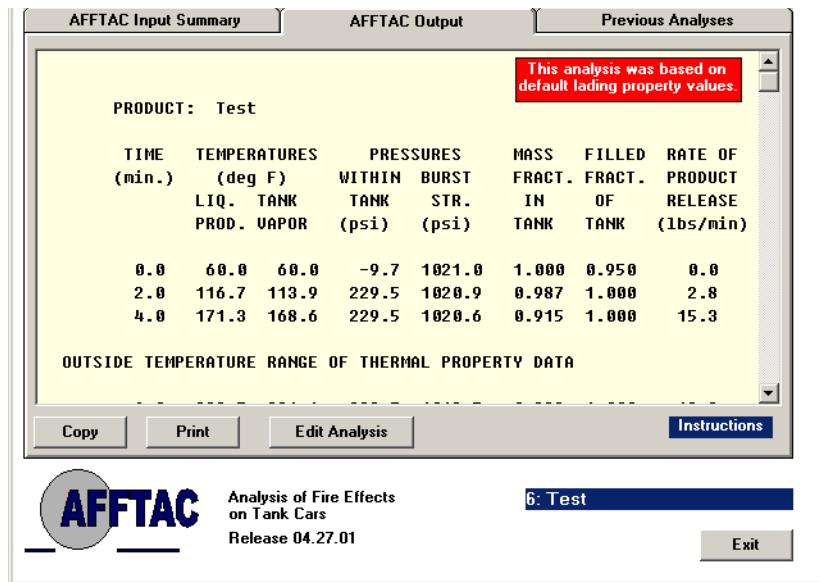 AFFTAC Input Summary AFFTAC Output Previous Analyses
This analysis was based on
default lading property values.
PRODUCT: Test
TIME TEMPERATURES PRESSURES MASS FILLED RATE OF
(min.) (deg F) WITHIN BURST FRACT. FRACT. PRODUCT
LIQ. TANK TANK STR. IN OF RELEASE
PROD. VAPOR (psi) (psi) TANK TANK (lbs/min)
0.0 60.0 60.0 -9.7 1021.0 1.000 0.950 0.0
2.0 116.7 113.9 229.5 1020.9 0.987 1.000 2.8
4.0 171.3 168.6 229.5 1020.6 0.915 1.000 15.3
OUTSIDE TEMPERATURE RANGE OF THERMAL PROPERTY DATA
Copy Print Edit Analysis Instructions
AFFTAC
Analysis of Fire Effects
on Tank Cars
Release 04.27.01
6: Test
Exit